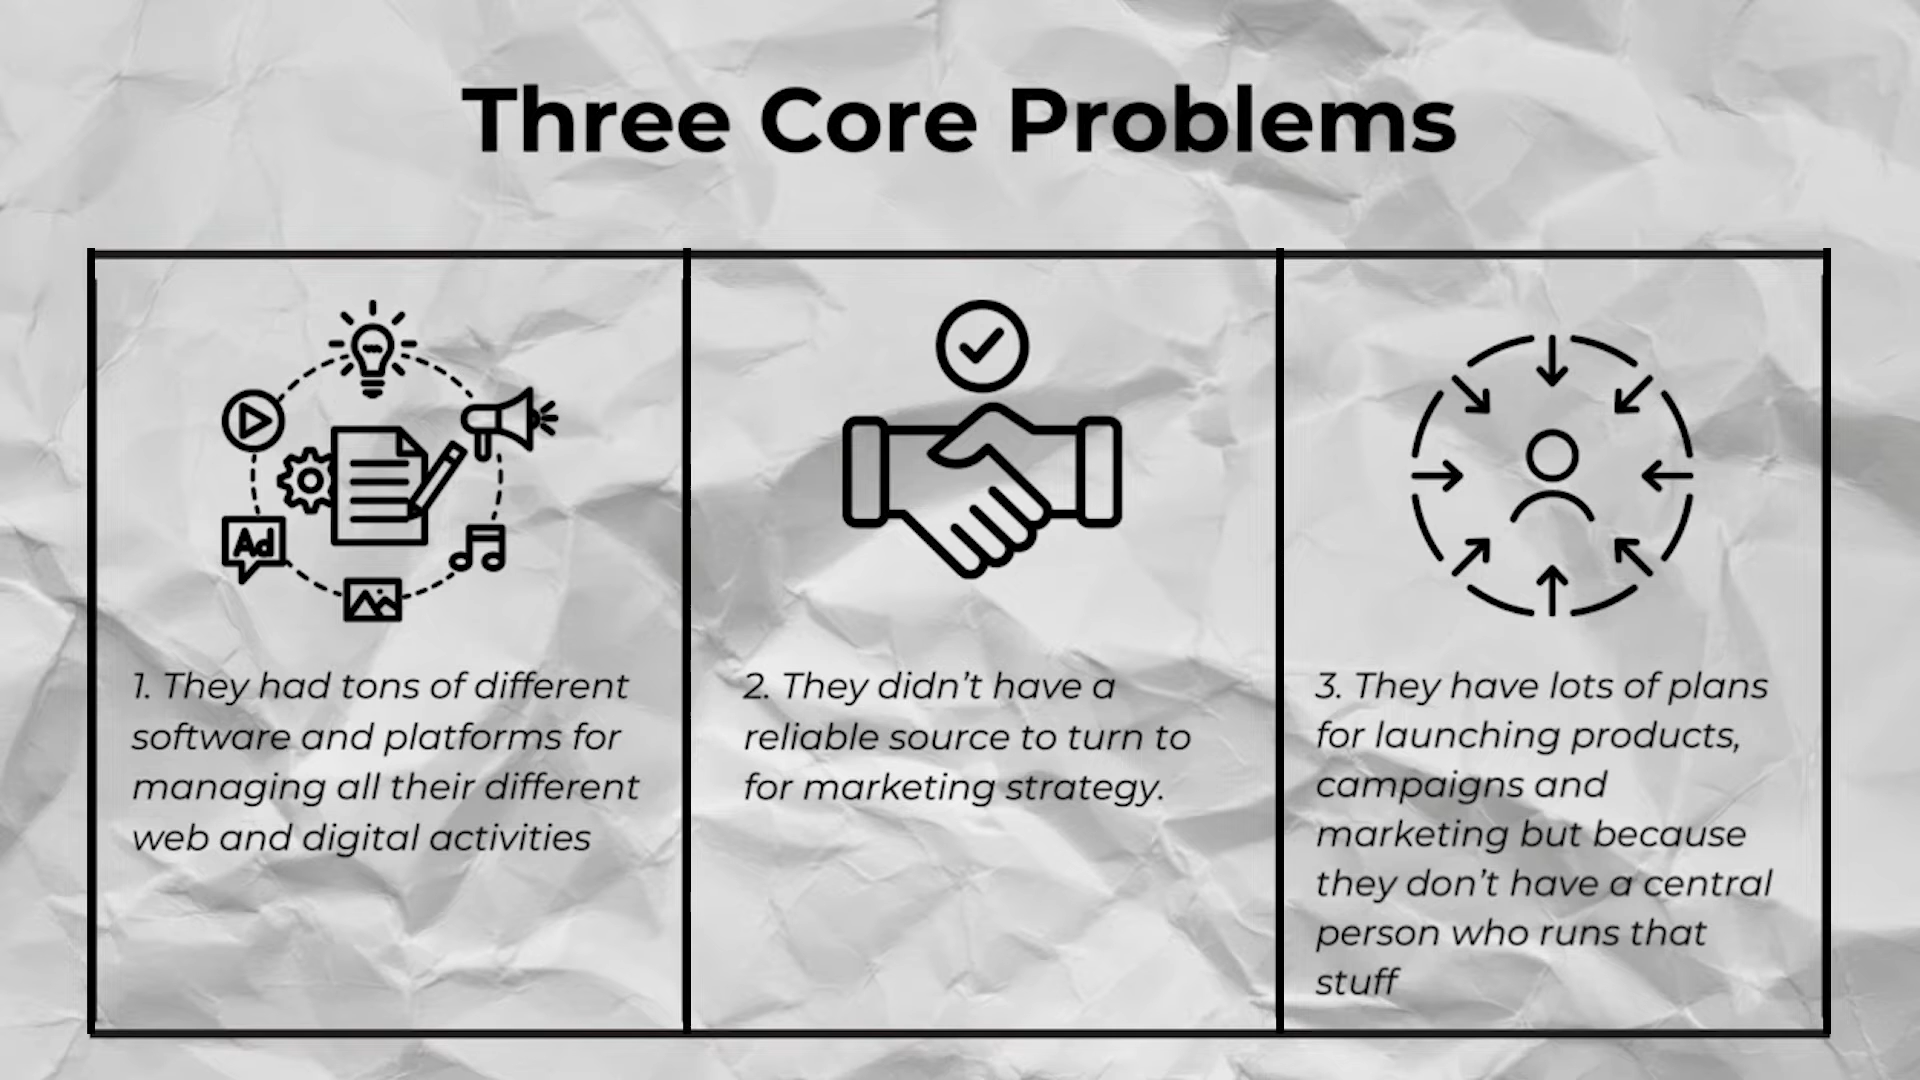 Three Core Problems
Ad
1. They had tons of different
software and platforms for
managing all their different
web and digital activities
2. They didn't have a
reliable source to turn to
for marketing strategy.
3. They have lots of plans
for launching products,
campaigns and
marketing but because
they don't have a central
person who runs that
stuff